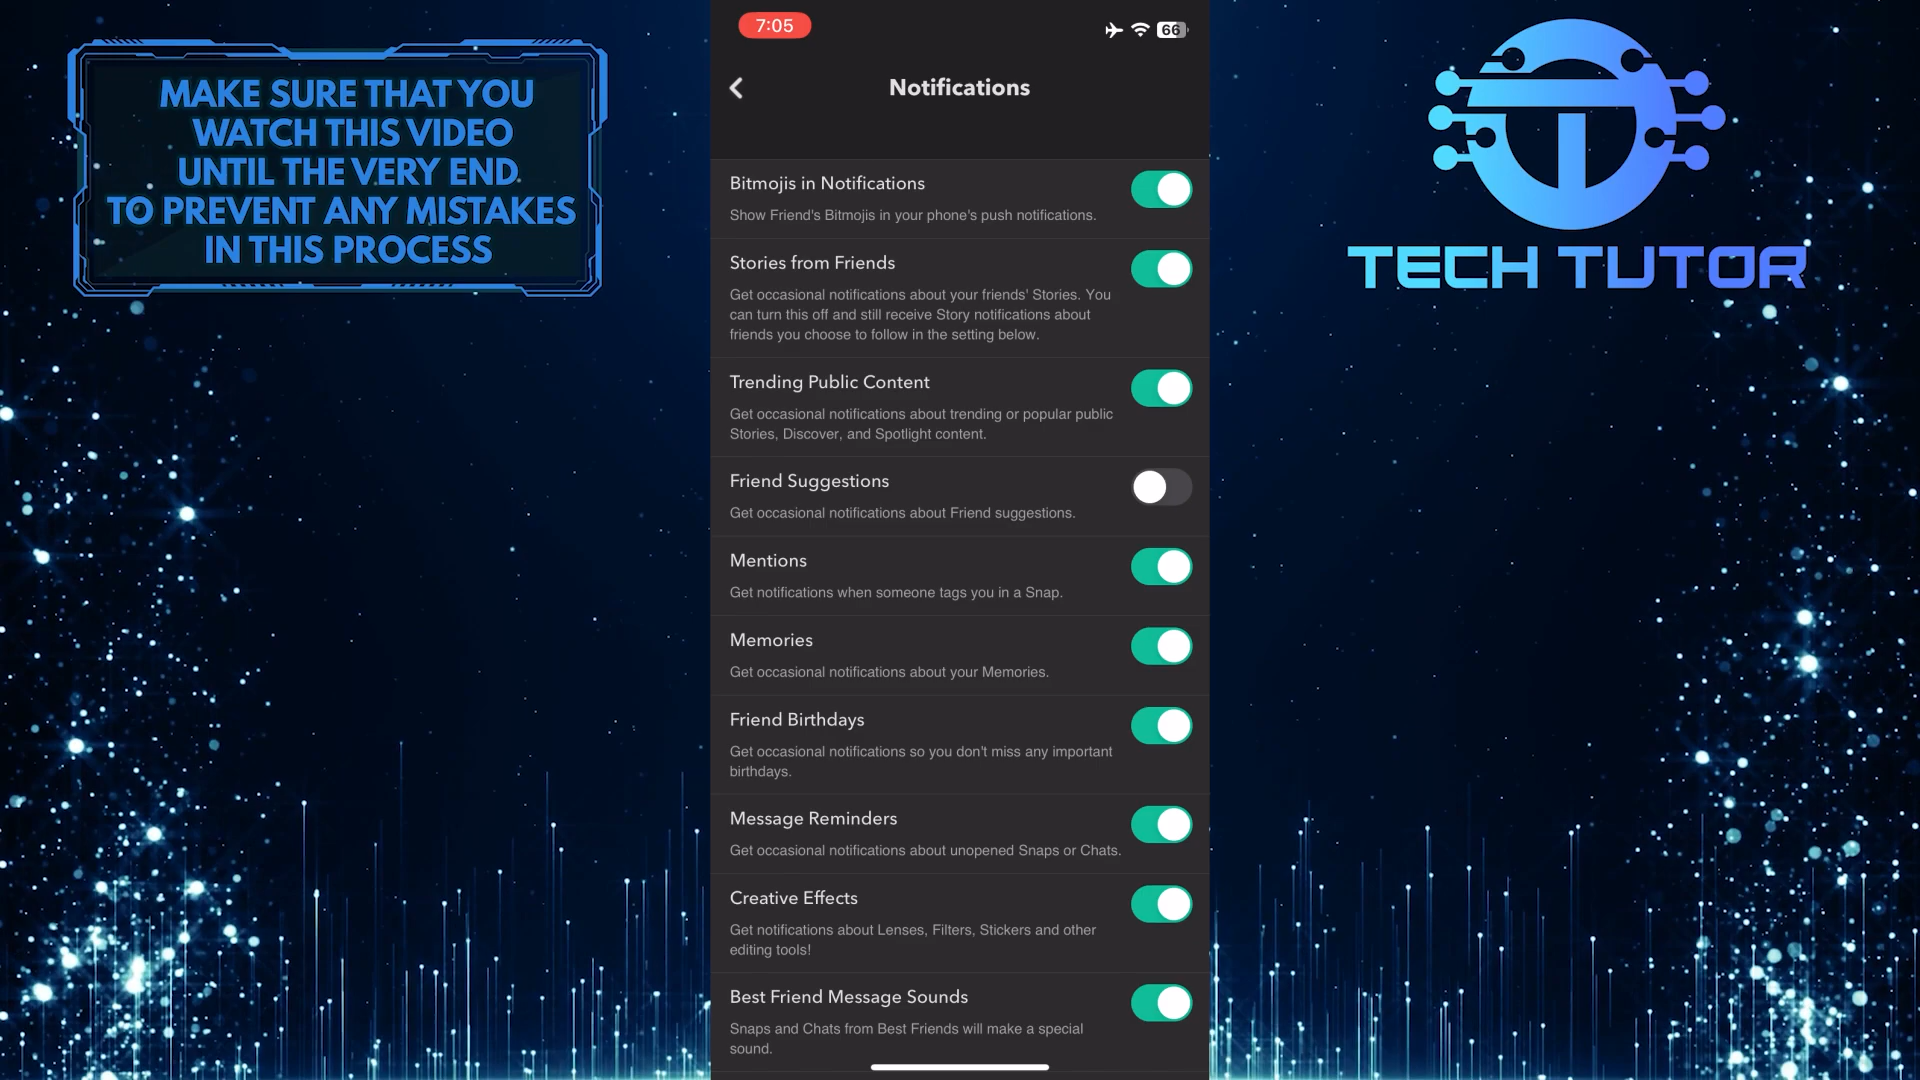 MAKE SURE THAT YOU
WATCH THIS VIDEO
UNTIL THE VERY END
TO PREVENT ANY MISTAKES
IN THIS PROCESS
7:05
66
Notifications
Bitmojis in Notifications
Show Friend's Bitmojis in your phone's push notifications.
Stories from Friends
Get occasional notifications about your friends' Stories. You
can turn this off and still receive Story notifications about
friends you choose to follow in the setting below.
Trending Public Content
Get occasional notifications about trending or popular public
Stories, Discover, and Spotlight content.
Friend Suggestions
Get occasional notifications about Friend suggestions.
Mentions
Get notifications when someone tags you in a Snap.
Memories
Get occasional notifications about your Memories.
Friend Birthdays
Get occasional notifications so you don't miss any important
birthdays.
Message Reminders
Get occasional notifications about unopened Snaps or Chats.
Creative Effects
Get notifications about Lenses, Filters, Stickers and other
editing tools!
Best Friend Message Sounds
Snaps and Chats from Best Friends will make a special
sound.
TECH TUTOR